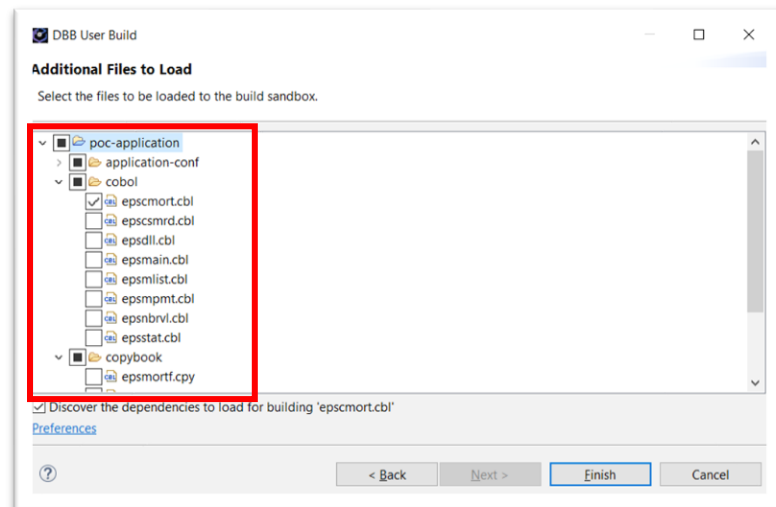 DBB User Build
Additional Files to Load
Select the files to be loaded to the build sandbox.
poc-application
application-conf
cobol
epscmort.cbl
epscsmrd.cbl
epsdll.cbl
epsmain.cbl
epsmlist.cbl
epsmpmt.cbl
epsnbrvl.cbl
epsstat.cbl
copybook
epsmortf.cpy
Discover the dependencies to load for building 'epscmort.cbl'
Preferences
< Back Next > Finish Cancel